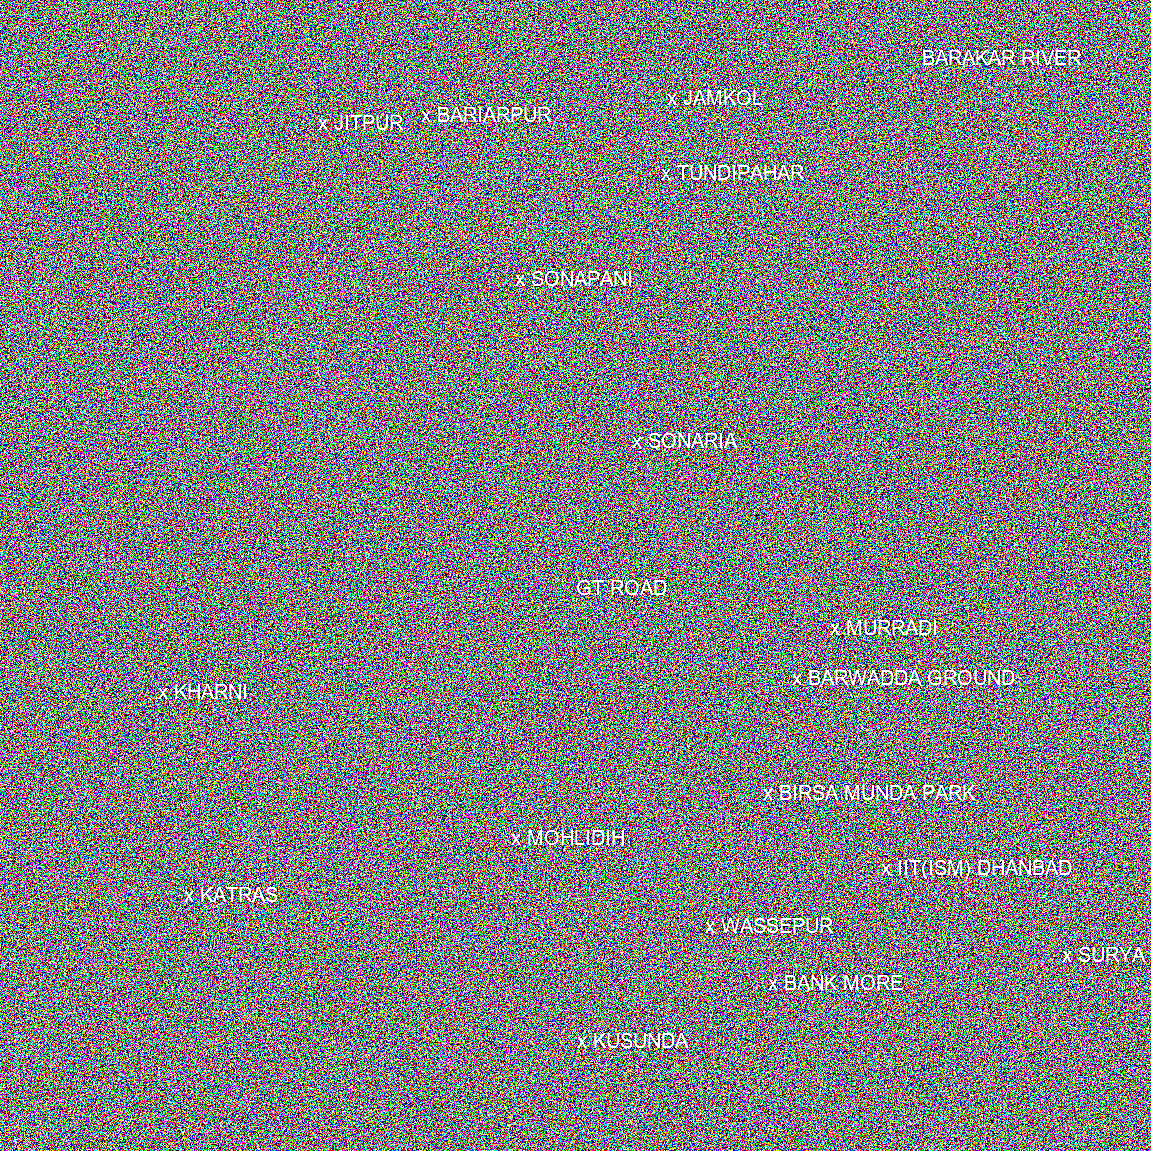 BARAKAR RIVER
x JAMKOL
x BARIARPUR
x JITPUR
x TUNDIPAHAR
x SONAPANI
x SONARIA
GT ROAD
x MURRADI
x BARWADDA GROUND
x KHARNI
x BIRSA MUNDA PARK
x MOHLIDIH
x IIT(ISM) DHANBAD
x KATRAS
x WASSEPUR
x SURYA
x BANK MORE
x KUSUNDA